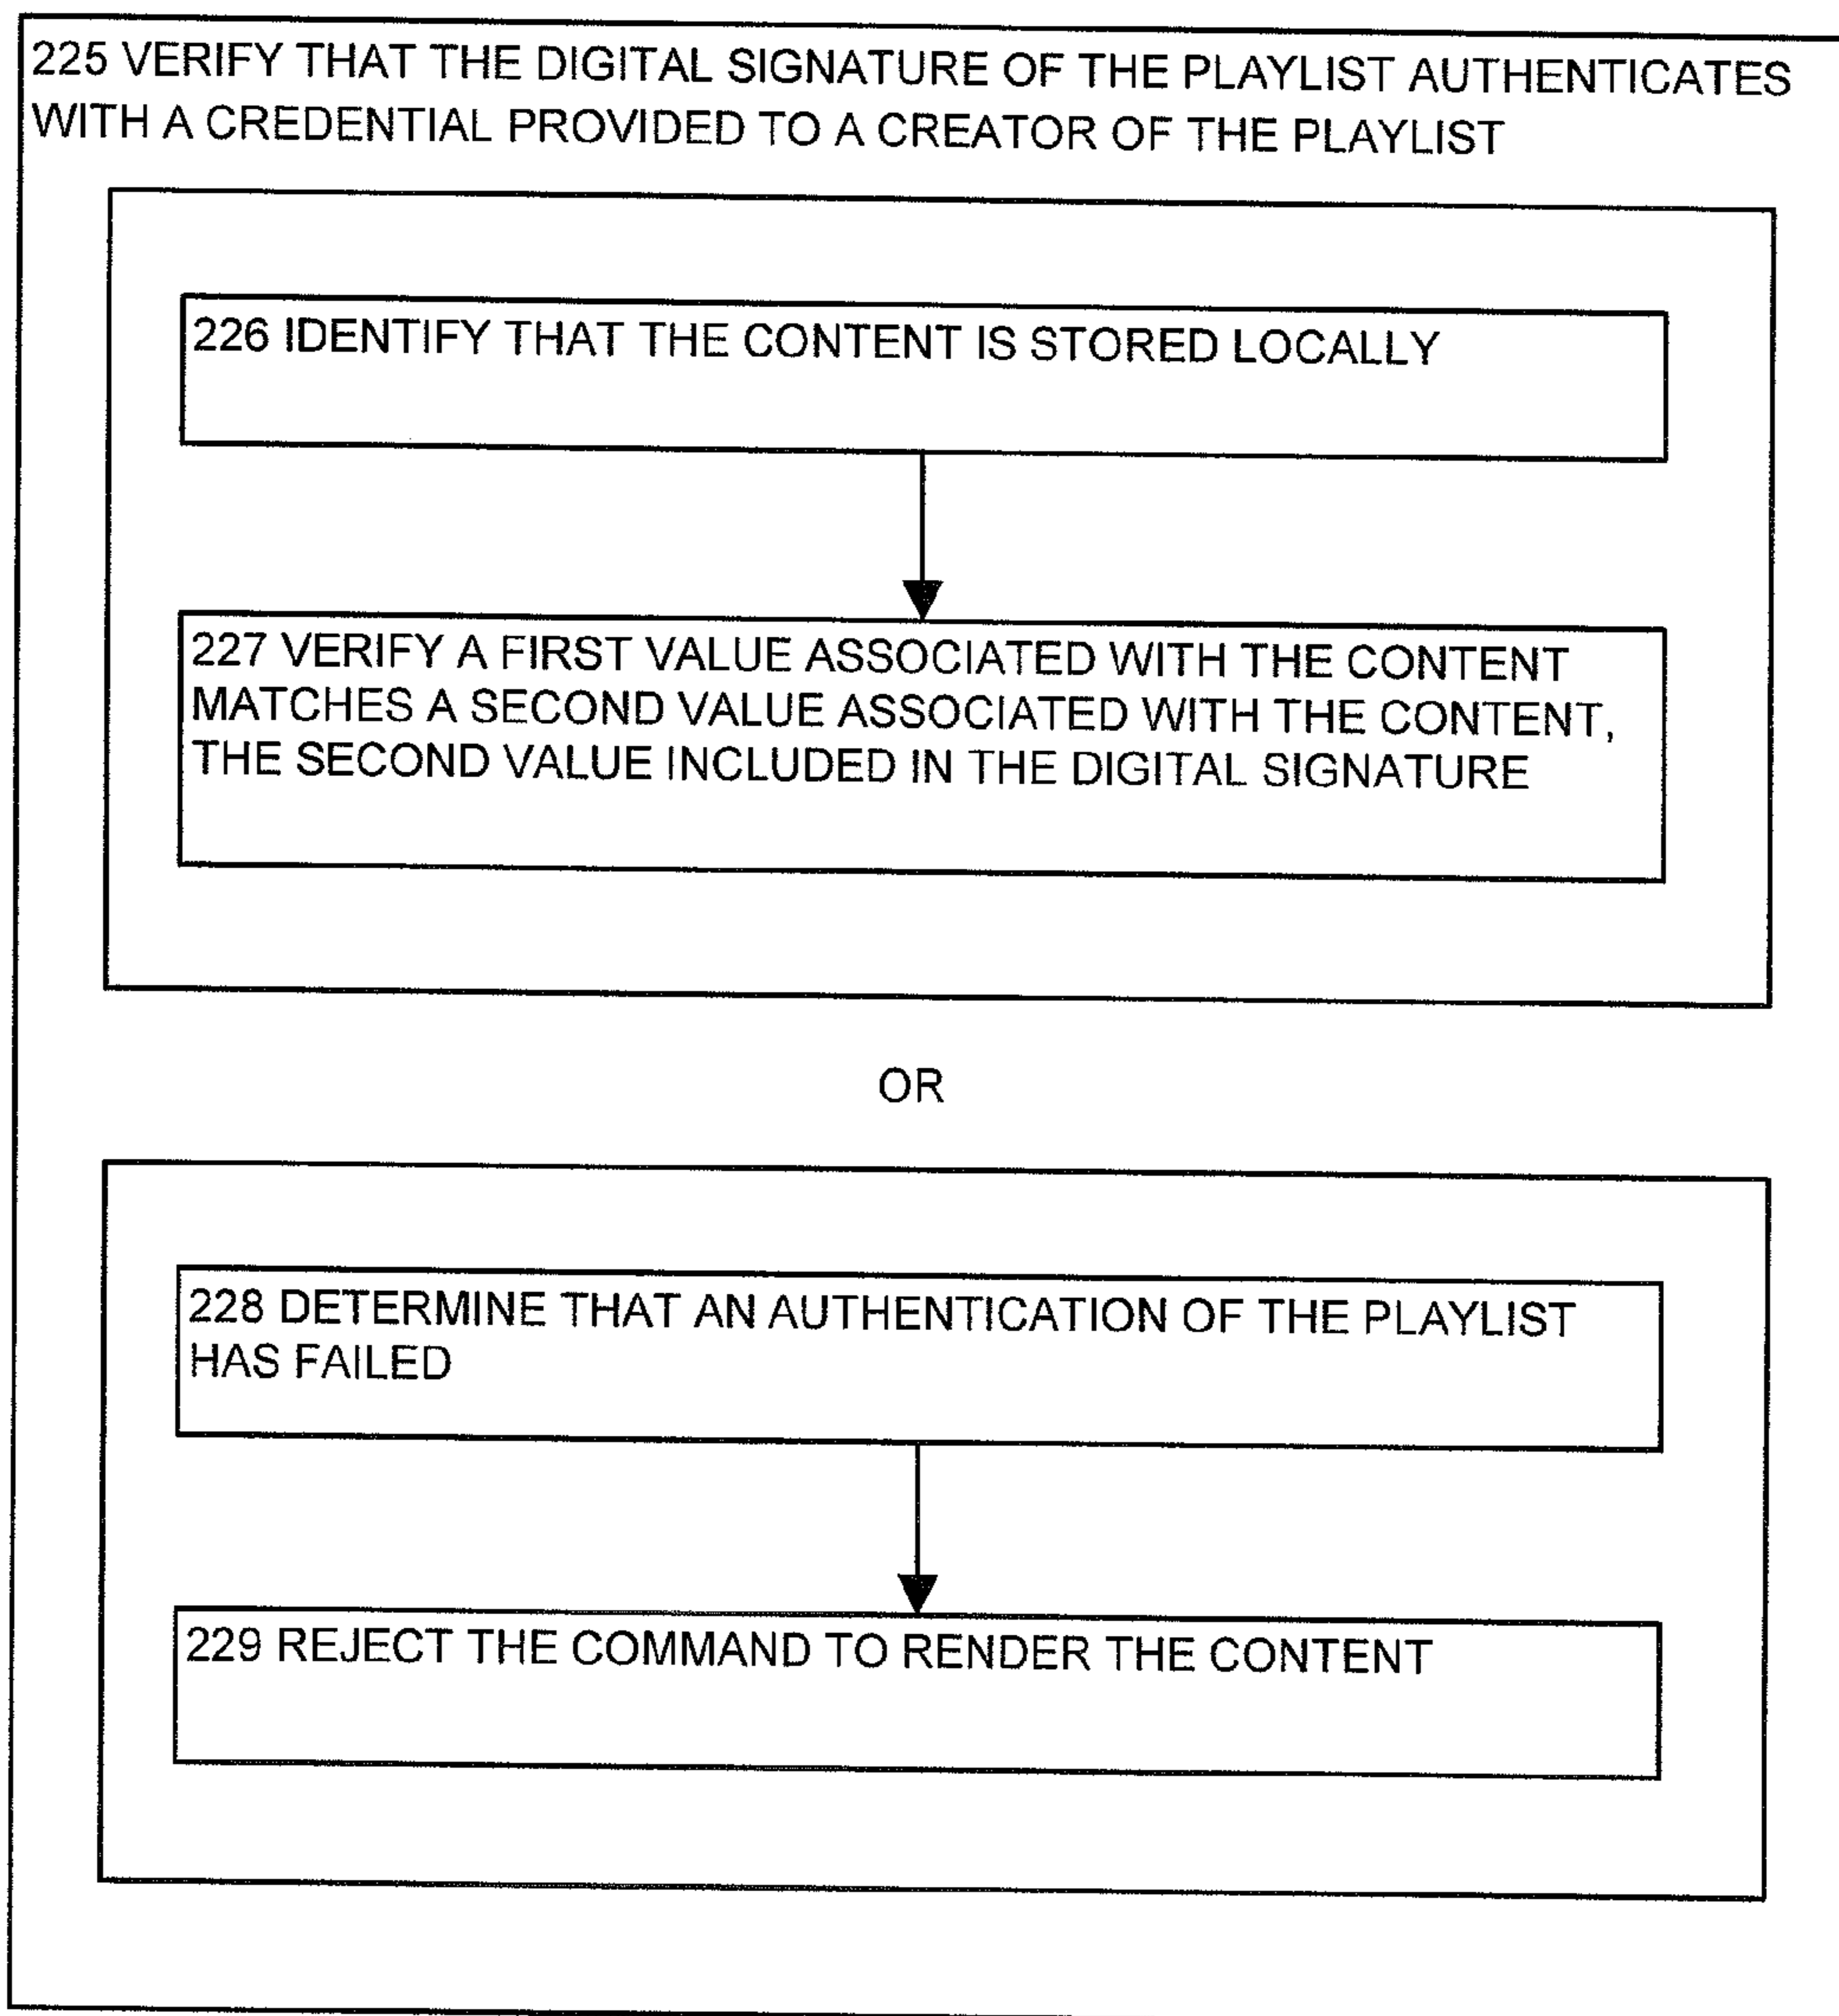 225 VERIFY THAT THE DIGITAL SIGNATURE OF THE PLAYLIST AUTHENTICATES
WITH A CREDENTIAL PROVIDED TO A CREATOR OF THE PLAYLIST
226 IDENTIFY THAT THE CONTENT IS STORED LOCALLY
227 VERIFY A FIRST VALUE ASSOCIATED WITH THE CONTENT
MATCHES A SECOND VALUE ASSOCIATED WITH THE CONTENT,
THE SECOND VALUE INCLUDED IN THE DIGITAL SIGNATURE
OR
228 DETERMINE THAT AN AUTHENTICATION OF THE PLAYLIST
HAS FAILED
229 REJECT THE COMMAND TO RENDER THE CONTENT